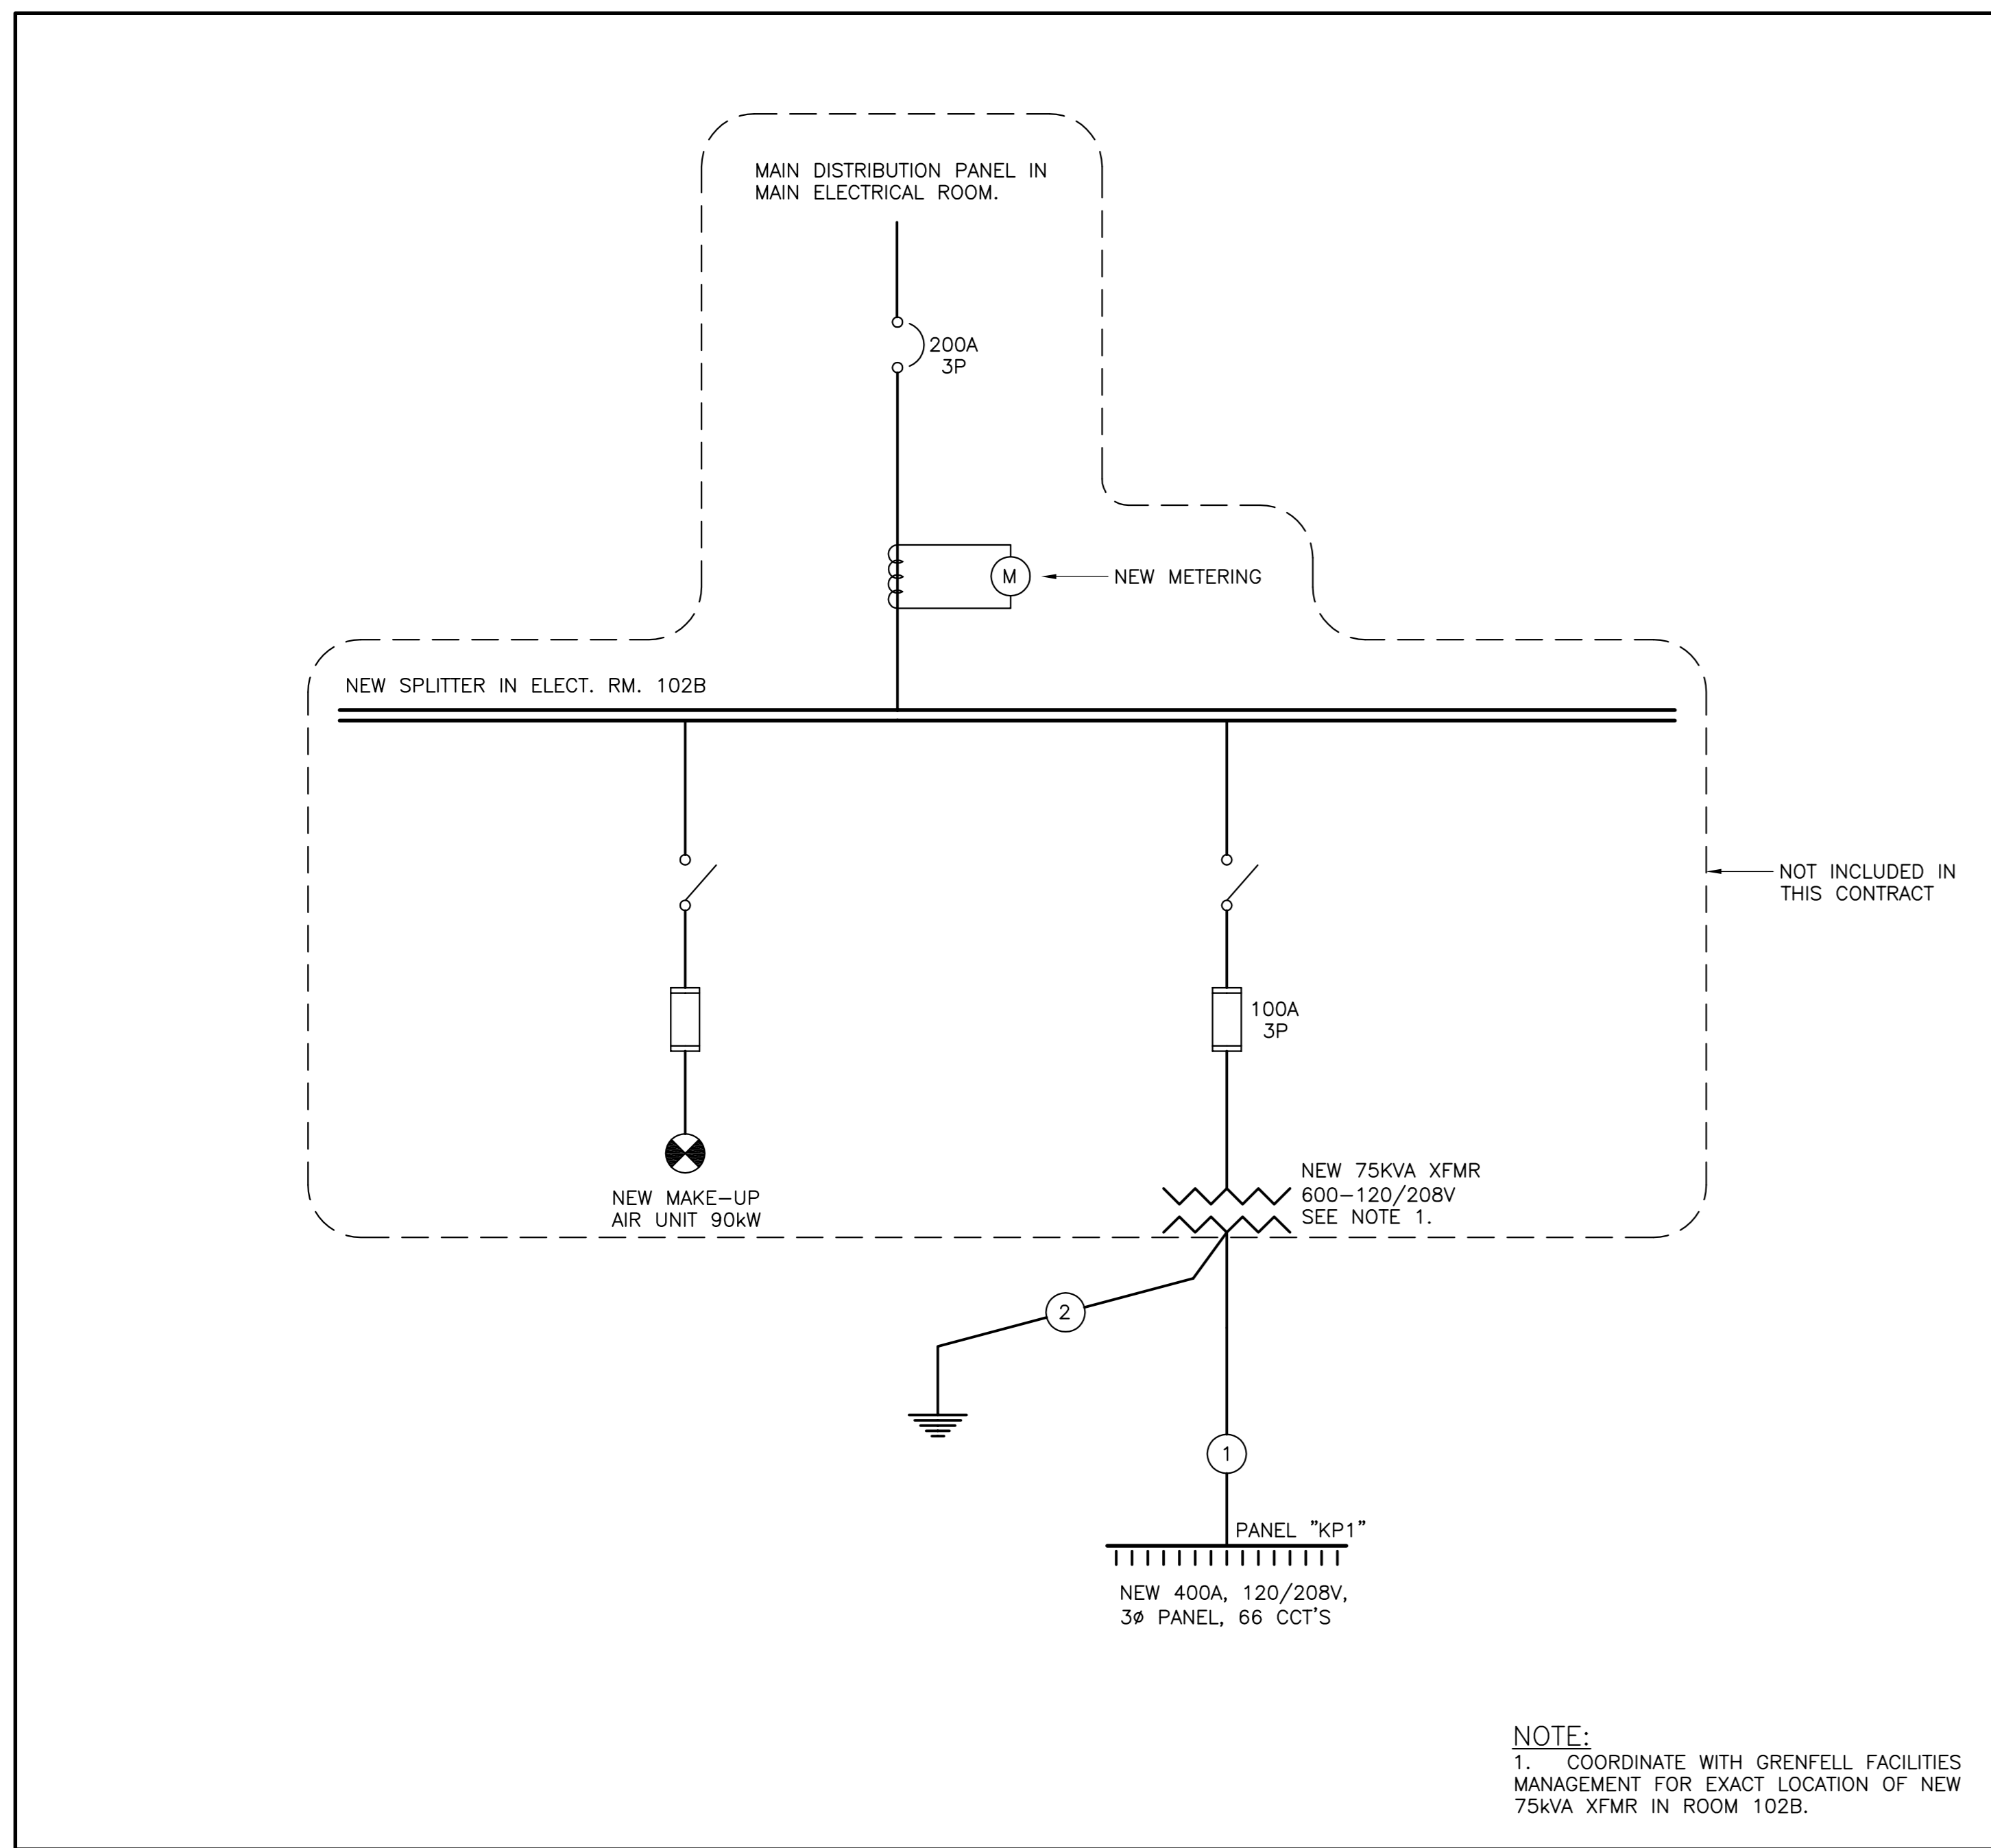 MAIN DISTRIBUTION PANEL IN
MAIN ELECTRICAL ROOM.
200A
3P
M
NEW METERING
NEW SPLITTER IN ELECT. RM. 102B
NOT INCLUDED IN
THIS CONTRACT
100A
3P
NEW MAKE-UP
AIR UNIT 90kW
NEW 75KVA XFMR
600-120/208V
SEE NOTE 1.
2
1
PANEL "KP1"
NEW 400A, 120/208V,
3ø PANEL, 66 CCT'S
NOTE:
1. COORDINATE WITH GRENFELL FACILITIES
MANAGEMENT FOR EXACT LOCATION OF NEW
75kVA XFMR IN ROOM 102B.